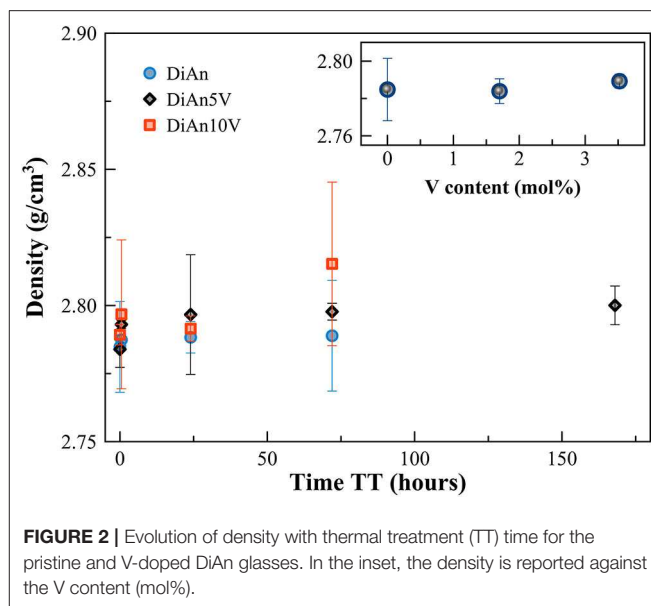 2.90
DiAn
DiAn5V
DiAn10V
2.80
2.76
0 1 2 3
V content (mol%)
2.85
2.80
2.75
Density (g/cm³)
0 50 100 150
Time TT (hours)
FIGURE 2 | Evolution of density with thermal treatment (TT) time for the
pristine and V-doped DiAn glasses. In the inset, the density is reported against
the V content (mol%).